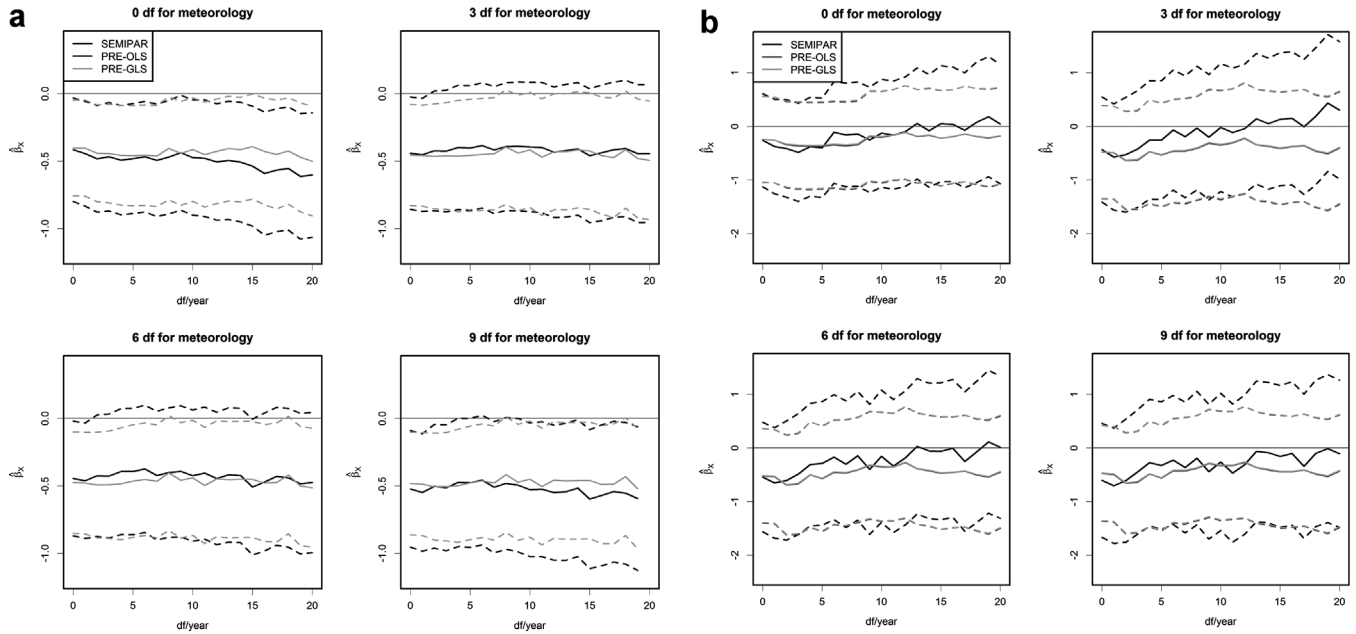 a
0 df for meteorology
SEMIPAR
PRE-OLS
PRE-GLS
0.0
-0.5
-1.0
β̂x
0 5 10 15 20
df/year
3 df for meteorology
0.0
-0.5
-1.0
β̂x
0 5 10 15 20
df/year
6 df for meteorology
0.0
-0.5
-1.0
β̂x
0 5 10 15 20
df/year
9 df for meteorology
0.0
-0.5
-1.0
β̂x
0 5 10 15 20
df/year
b
0 df for meteorology
SEMIPAR
PRE-OLS
PRE-GLS
1
0
-1
-2
β̂x
0 5 10 15 20
df/year
3 df for meteorology
1
0
-1
-2
β̂x
0 5 10 15 20
df/year
6 df for meteorology
1
0
-1
-2
β̂x
0 5 10 15 20
df/year
9 df for meteorology
1
0
-1
-2
β̂x
0 5 10 15 20
df/year